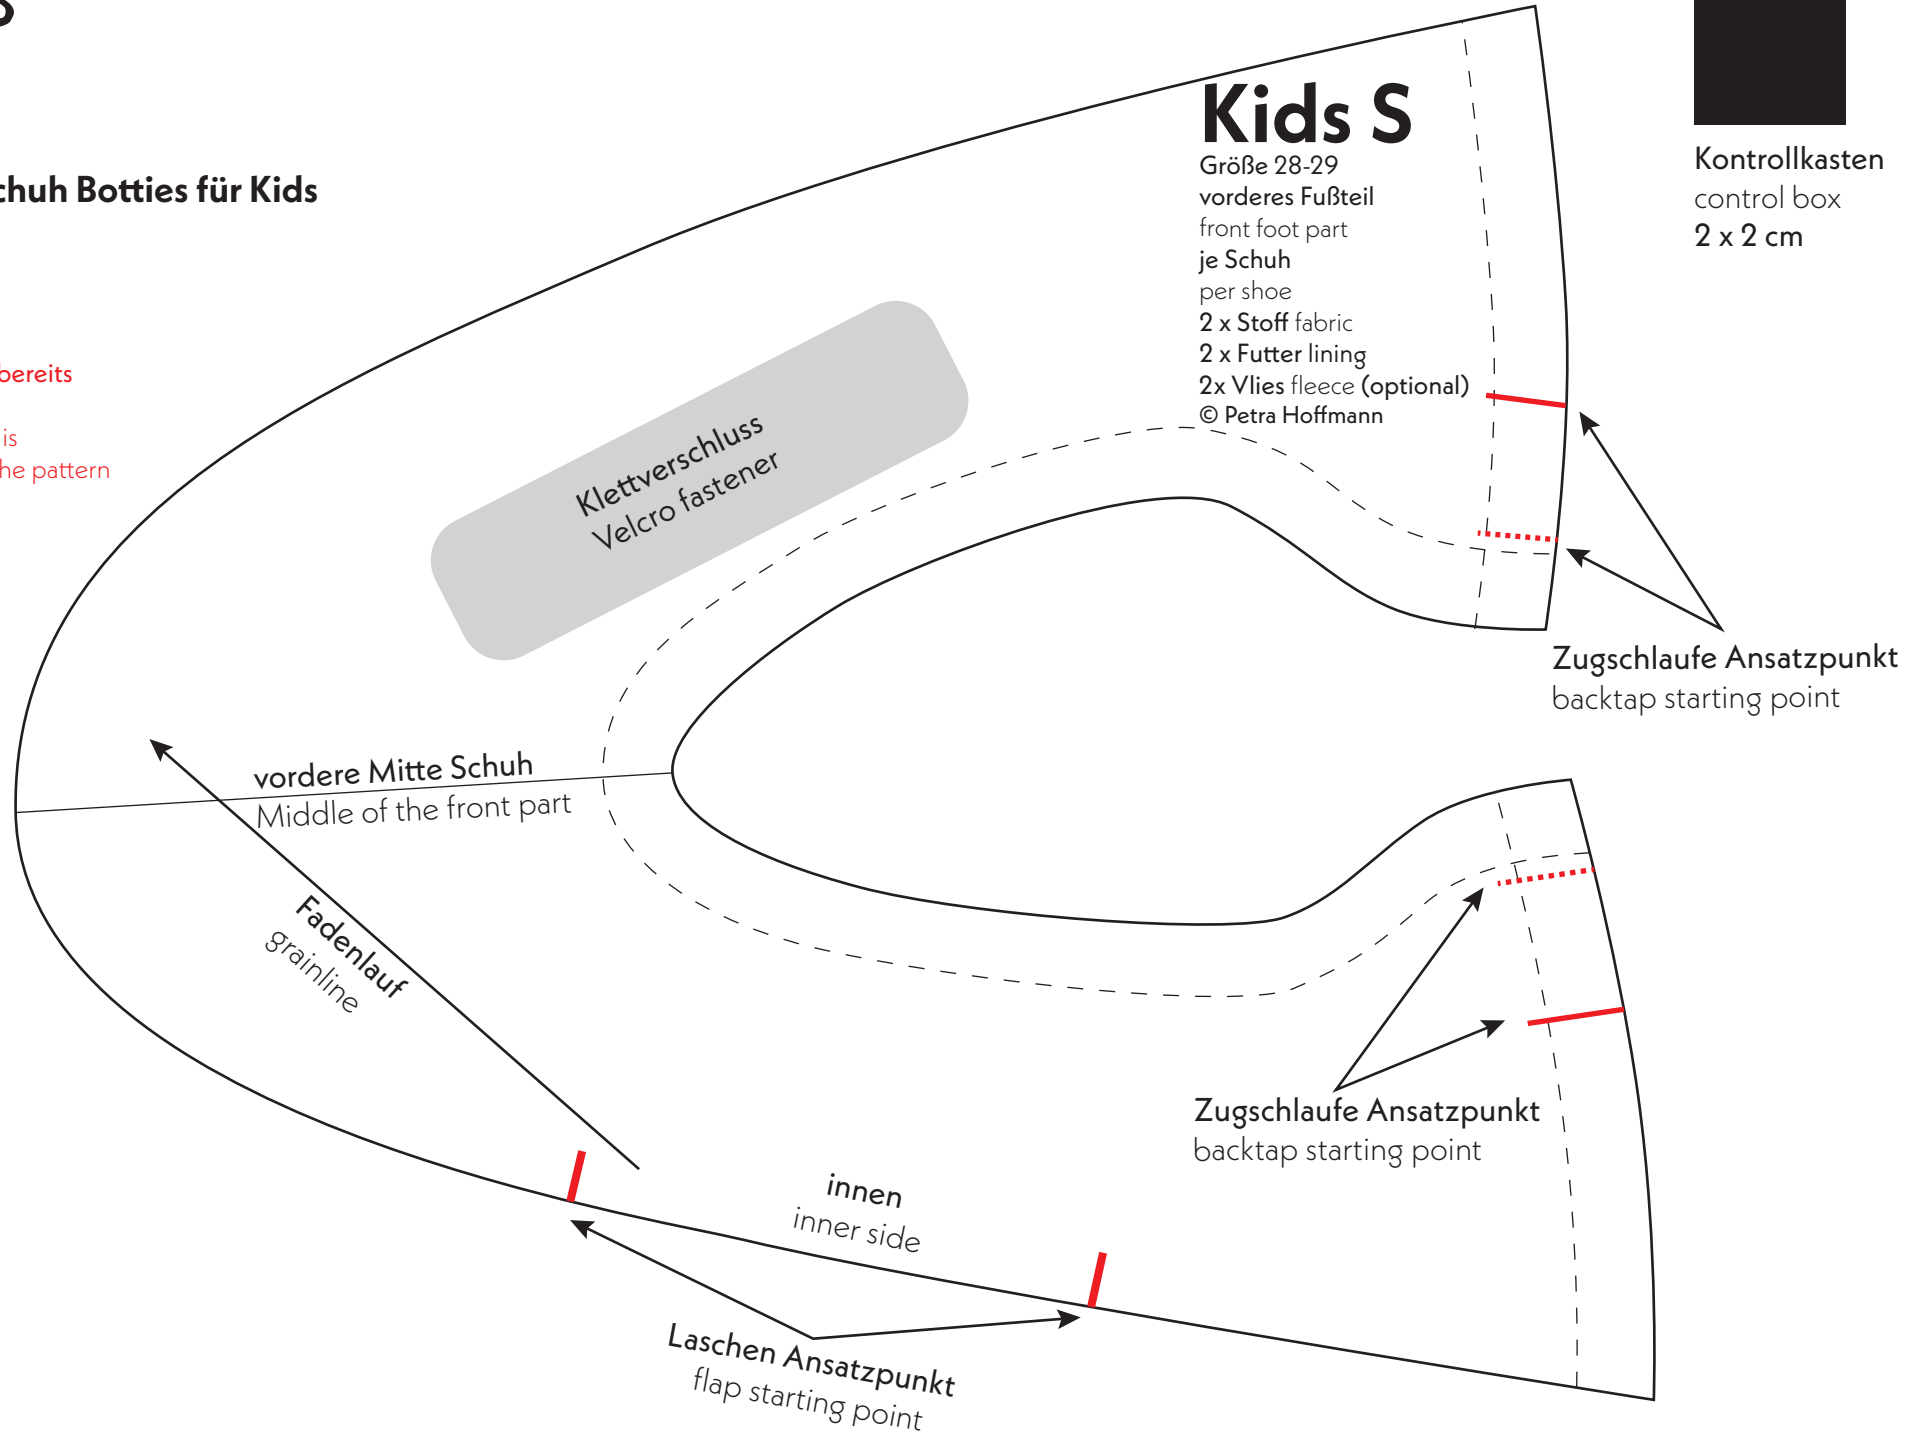 Schuh Botties für Kids
bereits
is
the pattern
Kids S
Größe 28-29
vorderes Fußteil
front foot part
je Schuh
per shoe
2 x Stoff fabric
2 x Futter lining
2x Vlies fleece (optional)
© Petra Hoffmann
Kontrollkasten
control box
2 x 2 cm
Klettverschluss
Velcro fastener
Zugschlaufe Ansatzpunkt
backtap starting point
vordere Mitte Schuh
Middle of the front part
Fadenlauf
grainline
Zugschlaufe Ansatzpunkt
backtap starting point
innen
inner side
Laschen Ansatzpunkt
flap starting point